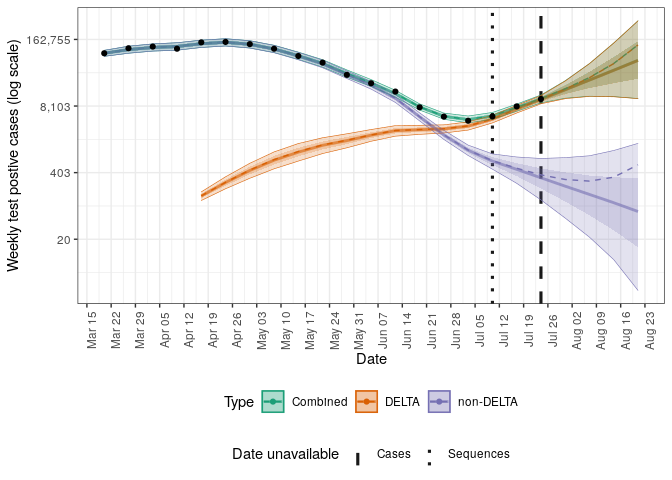 Weekly test postive cases (log scale)
162,755
8,103
403
20
Mar 15
Mar 22
Mar 29
Apr 05
Apr 12
Apr 19
Apr 26
May 03
May 10
May 17
May 24
May 31
Jun 07
Jun 14
Jun 21
Jun 28
Jul 05
Jul 12
Jul 19
Jul 26
Aug 02
Aug 09
Aug 16
Aug 23
Date
Type Combined DELTA non-DELTA
Date unavailable Cases Sequences